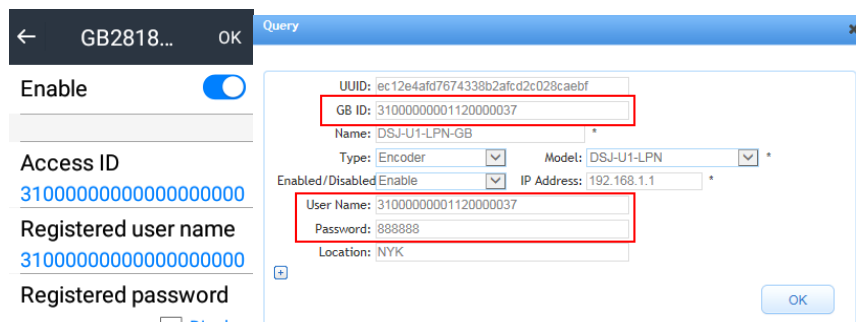 GB2818... OK
Enable
Access ID
31000000000000000000
Registered user name
31000000000000000000
Registered password
Query
UUID: ec12e4afd7674338b2afcd2c028caebf
GB ID: 31000000001120000037
Name: DSJ-U1-LPN-GB *
Type: Encoder Model: DSJ-U1-LPN *
Enabled/Disabled Enable IP Address: 192.168.1.1 *
User Name: 31000000001120000037
Password: 888888
Location: NYK
OK